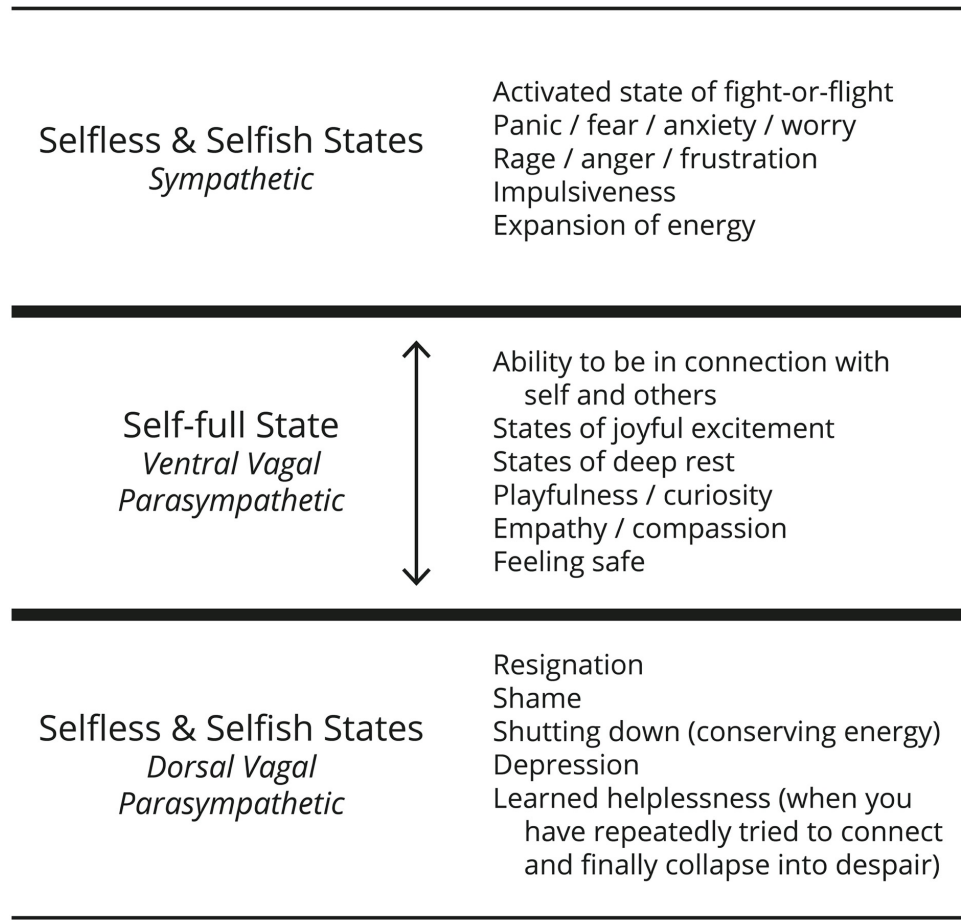 Selfless & Selfish States
Sympathetic
Activated state of fight-or-flight
Panic / fear / anxiety / worry
Rage / anger / frustration
Impulsiveness
Expansion of energy
Self-full State
Ventral Vagal
Parasympathetic
Ability to be in connection with
self and others
States of joyful excitement
States of deep rest
Playfulness / curiosity
Empathy / compassion
Feeling safe
Selfless & Selfish States
Dorsal Vagal
Parasympathetic
Resignation
Shame
Shutting down (conserving energy)
Depression
Learned helplessness (when you
have repeatedly tried to connect
and finally collapse into despair)